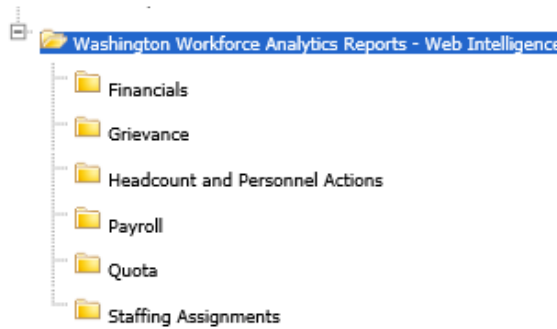 Washington Workforce Analytics Reports - Web Intelligence
Financials
Grievance
Headcount and Personnel Actions
Payroll
Quota
Staffing Assignments